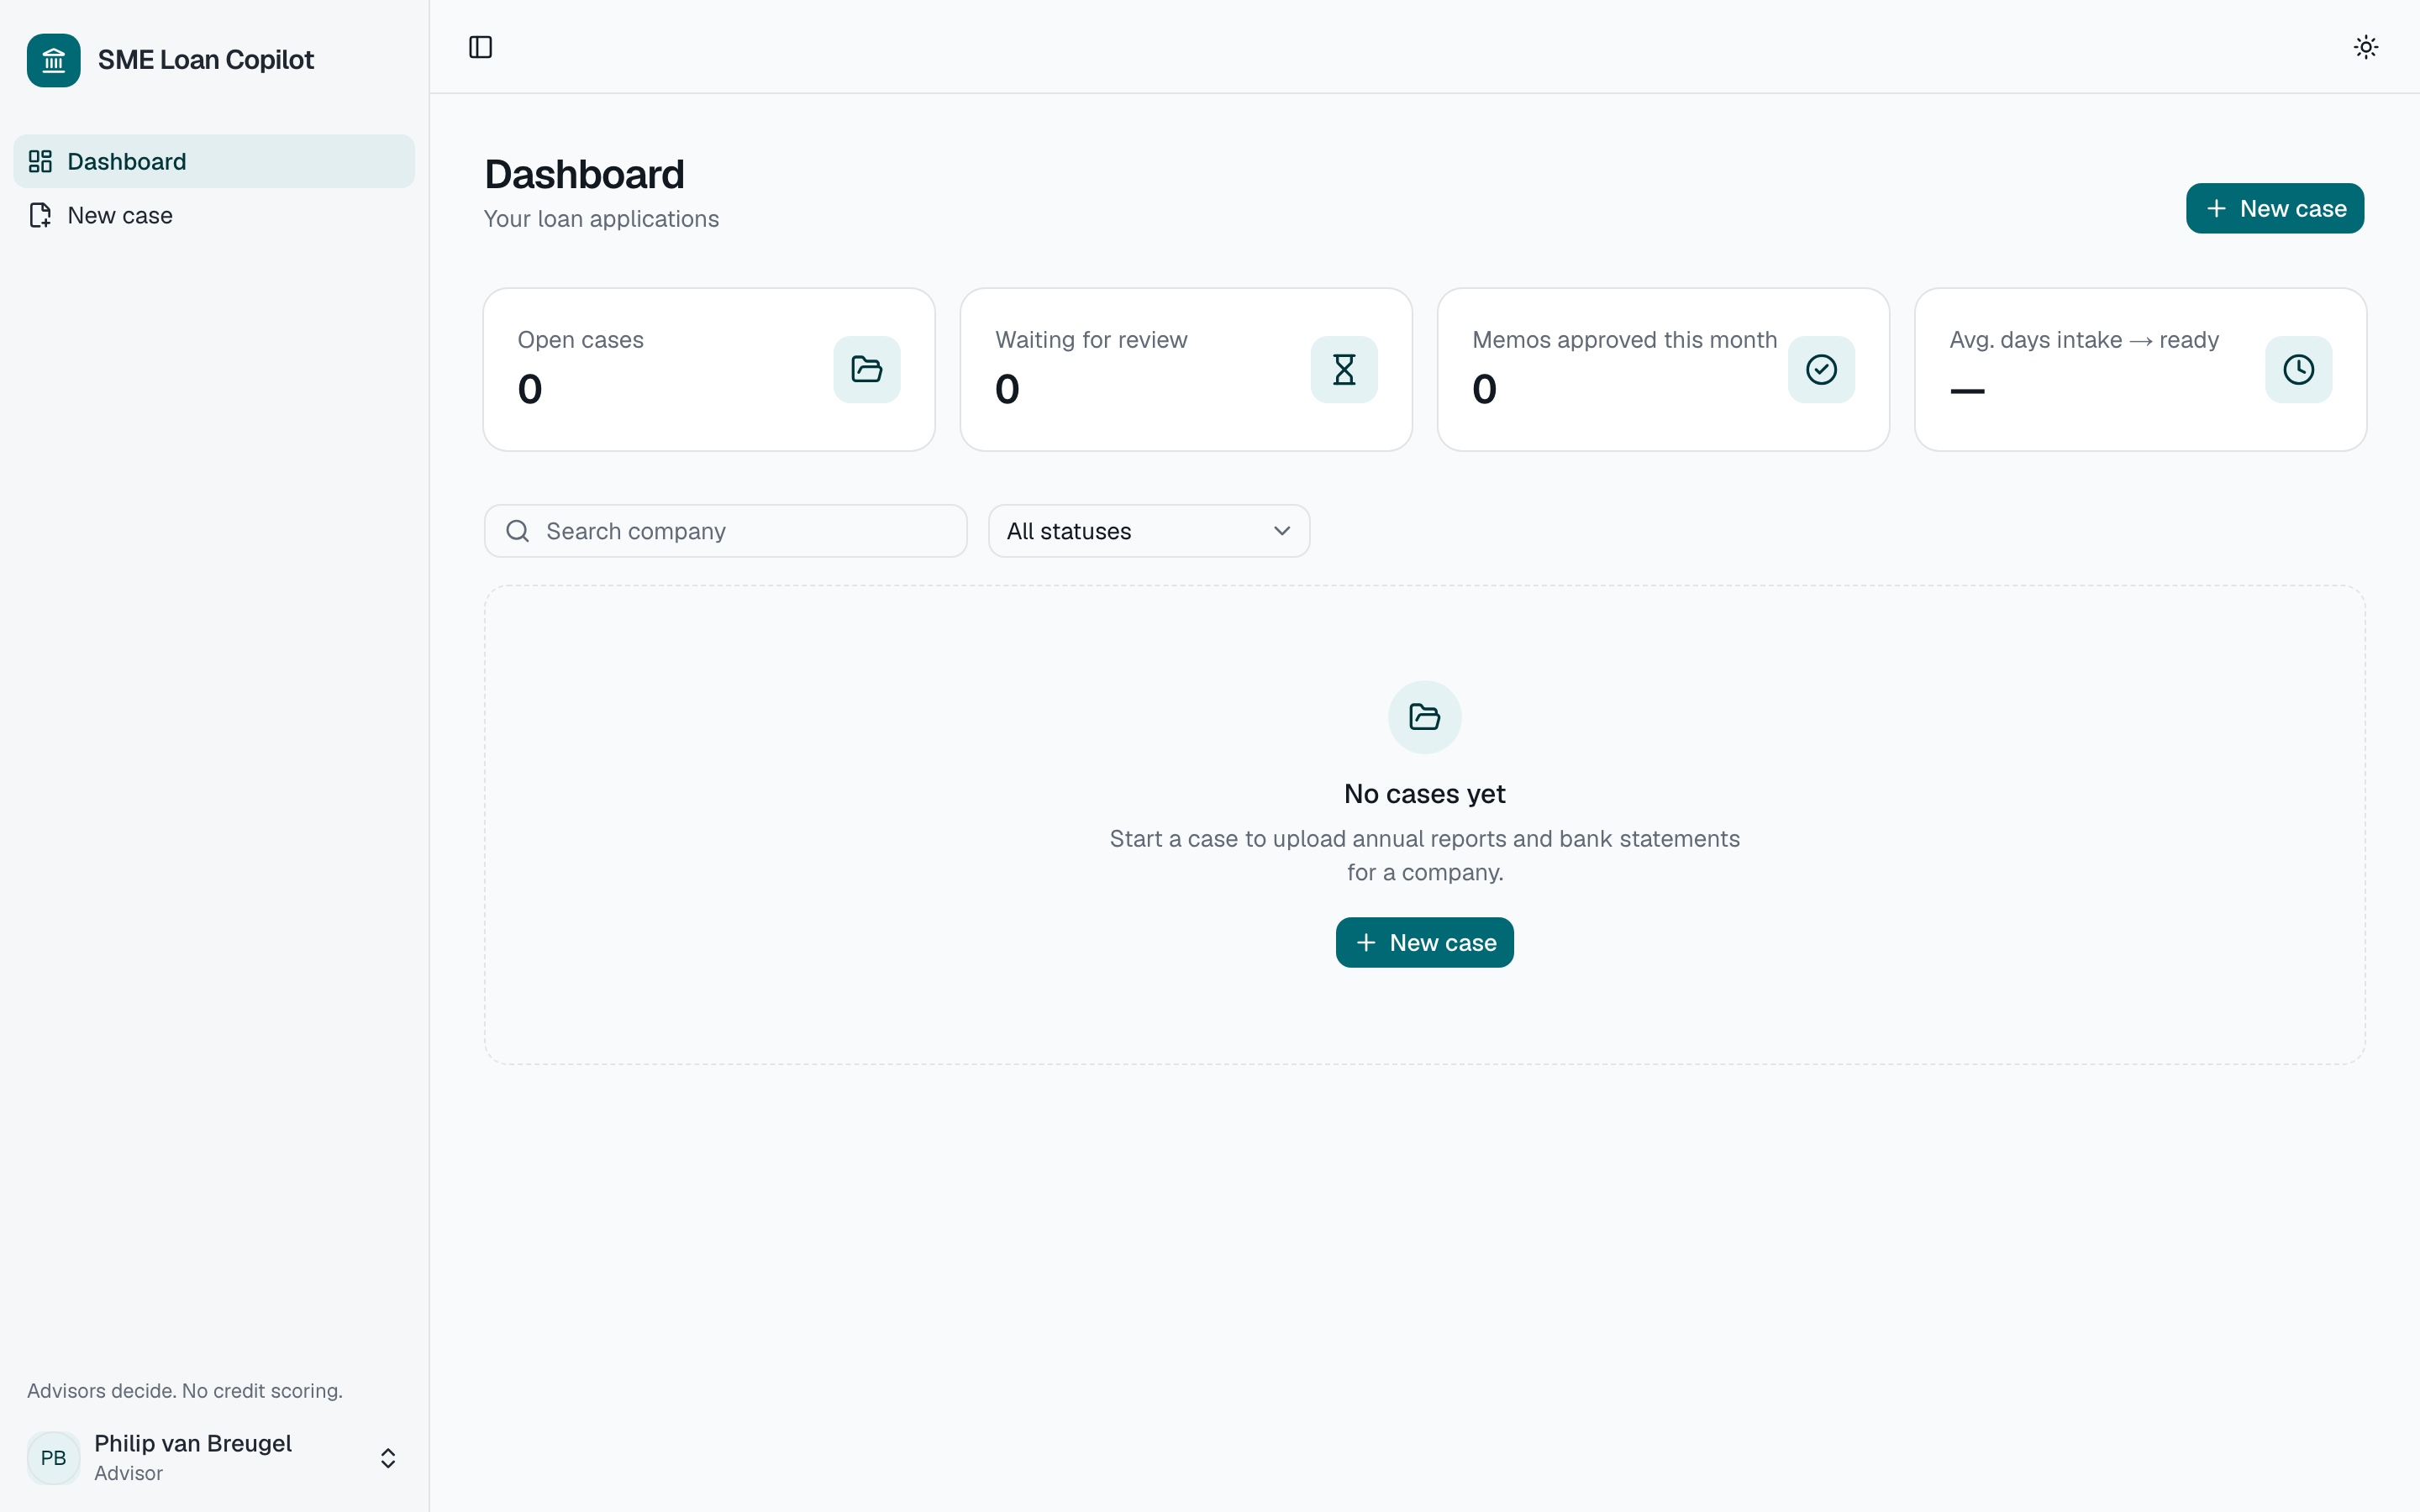 SME Loan Copilot
Dashboard
New case
Advisors decide. No credit scoring.
PB
Philip van Breugel
Advisor
Dashboard
Your loan applications
New case
Open cases
0
Waiting for review
0
Memos approved this month
0
Avg. days intake → ready
—
Search company
All statuses
No cases yet
Start a case to upload annual reports and bank statements
for a company.
New case